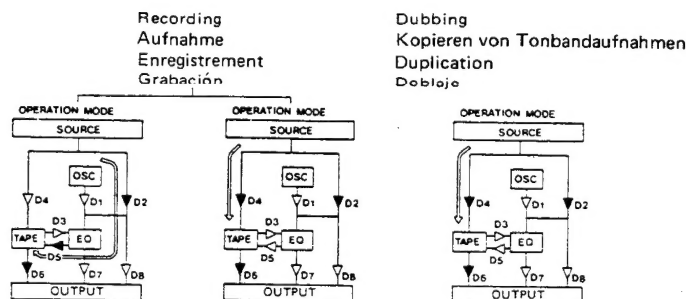 Recording
Aufnahme
Enregistrement
Grabación
Dubbing
Kopieren von Tonbandaufnahmen
Duplication
Doblaje
OPERATION MODE
SOURCE
OSC
D4
D1
D2
D3
TAPE
EQ
D5
D6
D7
D8
OUTPUT
OPERATION MODE
SOURCE
OSC
D4
D1
D2
D3
TAPE
EQ
D5
D6
D7
D8
OUTPUT
OPERATION MODE
SOURCE
OSC
D4
D1
D2
D3
TAPE
EQ
D5
D6
D7
D8
OUTPUT